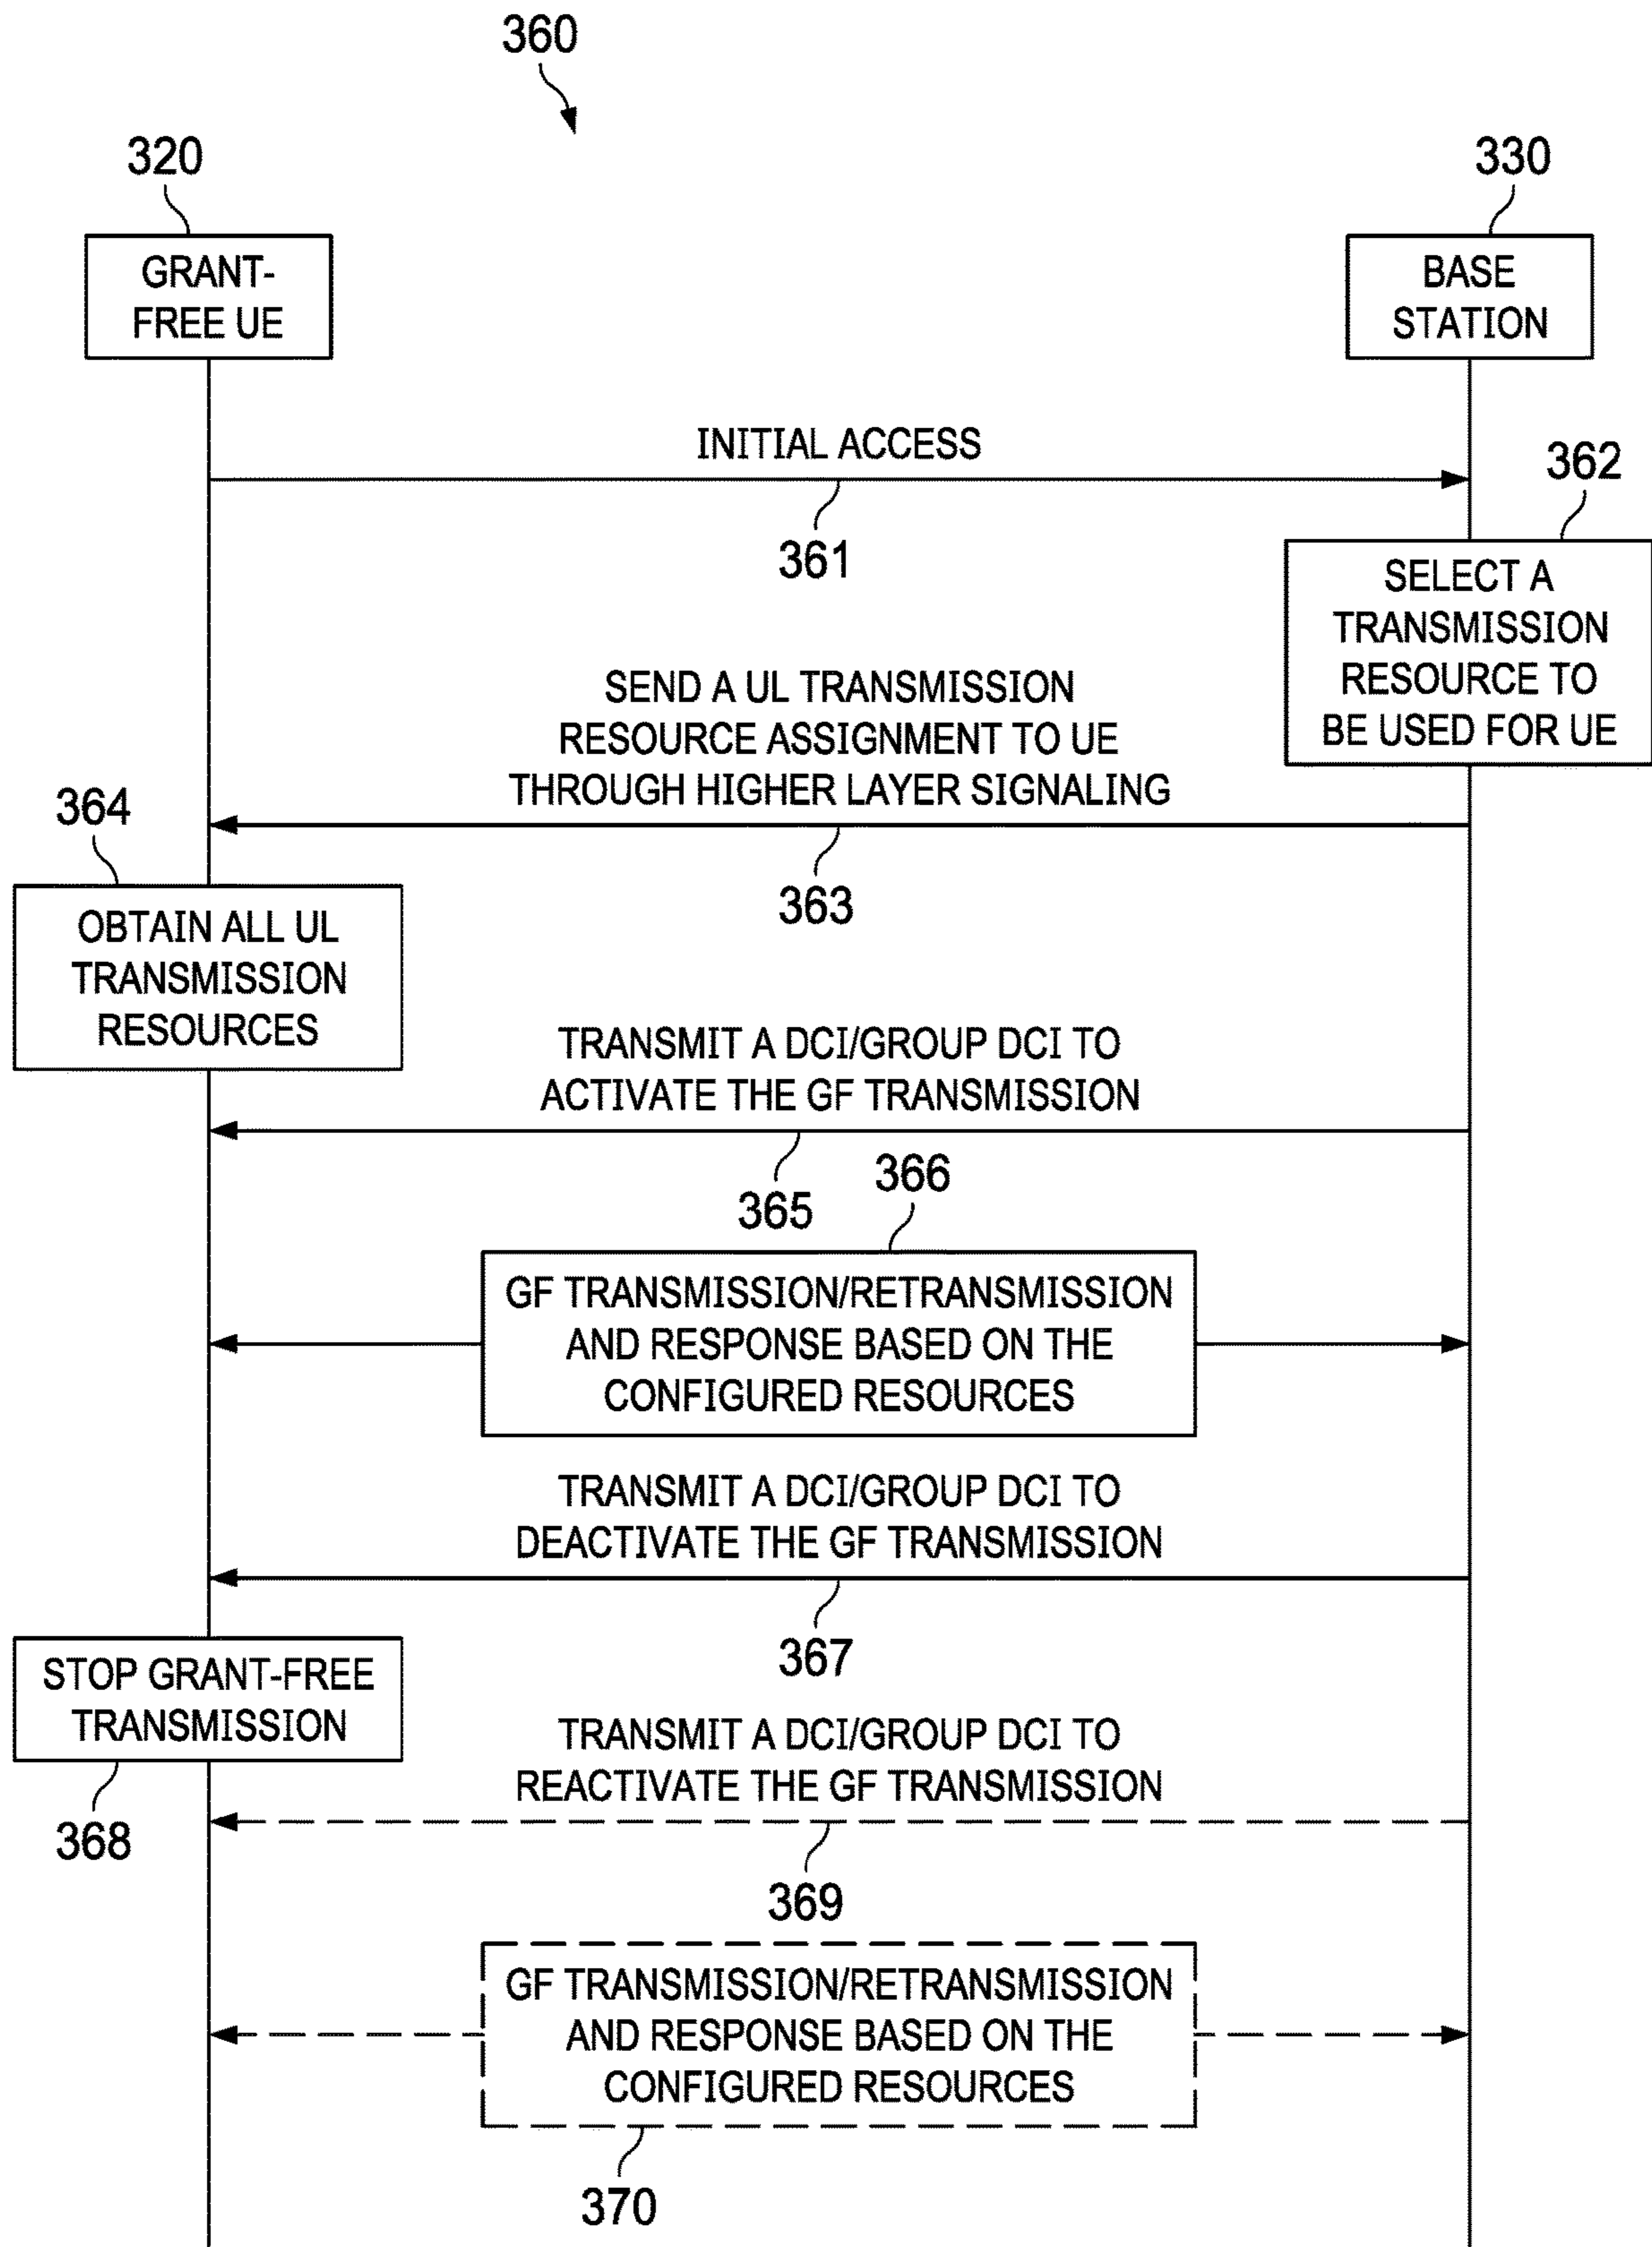 360
320
330
GRANT-
FREE UE
BASE
STATION
INITIAL ACCESS
361
362
SELECT A
TRANSMISSION
RESOURCE TO
BE USED FOR UE
SEND A UL TRANSMISSION
RESOURCE ASSIGNMENT TO UE
THROUGH HIGHER LAYER SIGNALING
363
364
OBTAIN ALL UL
TRANSMISSION
RESOURCES
TRANSMIT A DCI/GROUP DCI TO
ACTIVATE THE GF TRANSMISSION
365
366
GF TRANSMISSION/RETRANSMISSION
AND RESPONSE BASED ON THE
CONFIGURED RESOURCES
TRANSMIT A DCI/GROUP DCI TO
DEACTIVATE THE GF TRANSMISSION
367
STOP GRANT-FREE
TRANSMISSION
368
TRANSMIT A DCI/GROUP DCI TO
REACTIVATE THE GF TRANSMISSION
369
GF TRANSMISSION/RETRANSMISSION
AND RESPONSE BASED ON THE
CONFIGURED RESOURCES
370